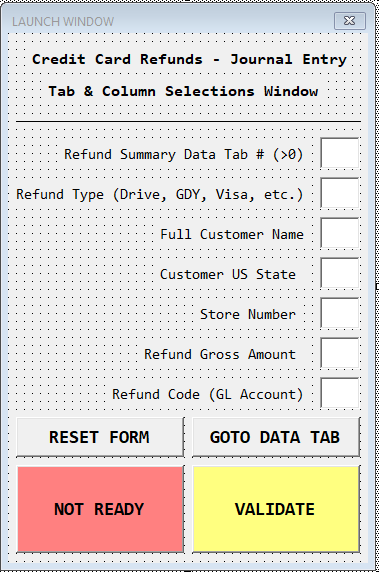 LAUNCH WINDOW
Credit Card Refunds - Journal Entry
Tab & Column Selections Window
Refund Summary Data Tab # (>0)
Refund Type (Drive, GDY, Visa, etc.)
Full Customer Name
Customer US State
Store Number
Refund Gross Amount
Refund Code (GL Account)
RESET FORM GOTO DATA TAB
NOT READY VALIDATE